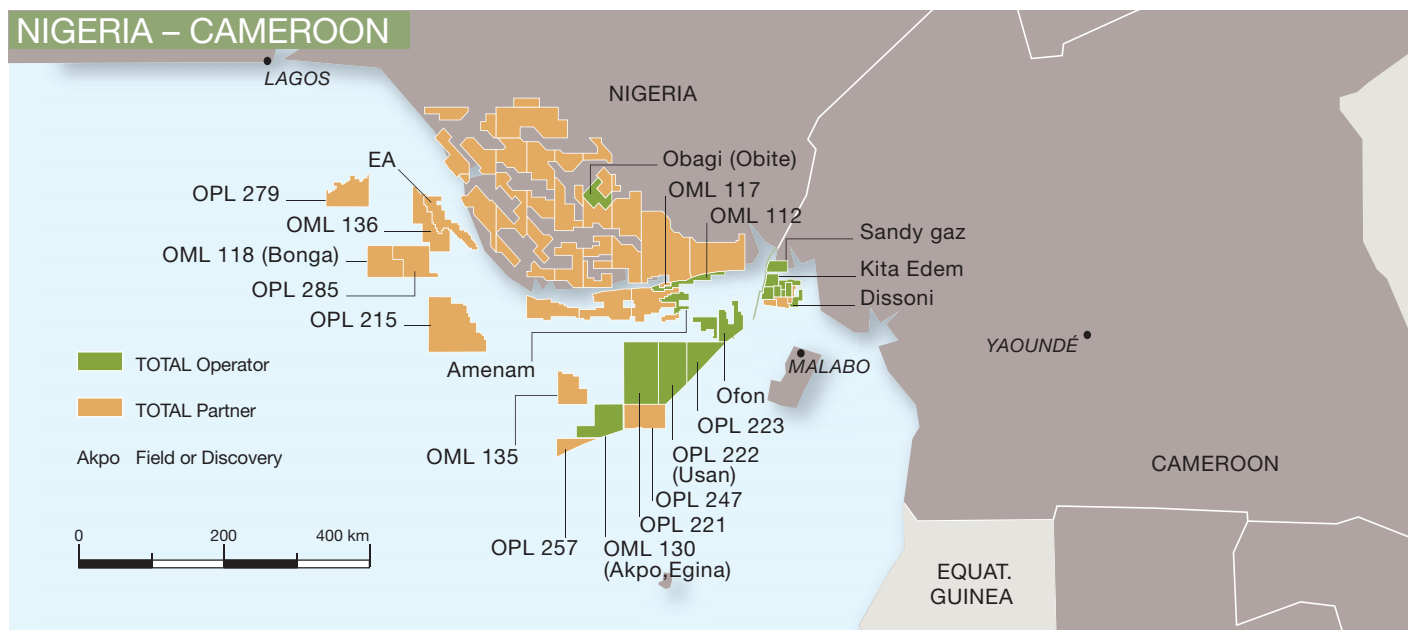 NIGERIA – CAMEROON
LAGOS
NIGERIA
EA
Obagi (Obite)
OPL 279
OML 117
OML 136
OML 112
Sandy gaz
OML 118 (Bonga)
Kita Edem
OPL 285
Dissoni
OPL 215
YAOUNDÉ
TOTAL Operator
Amenam
MALABO
Ofon
TOTAL Partner
OPL 223
OML 135
OPL 222
(Usan)
Akpo Field or Discovery
CAMEROON
OPL 247
OPL 221
0 200 400 km
OPL 257
OML 130
(Akpo,Egina)
EQUAT.
GUINEA